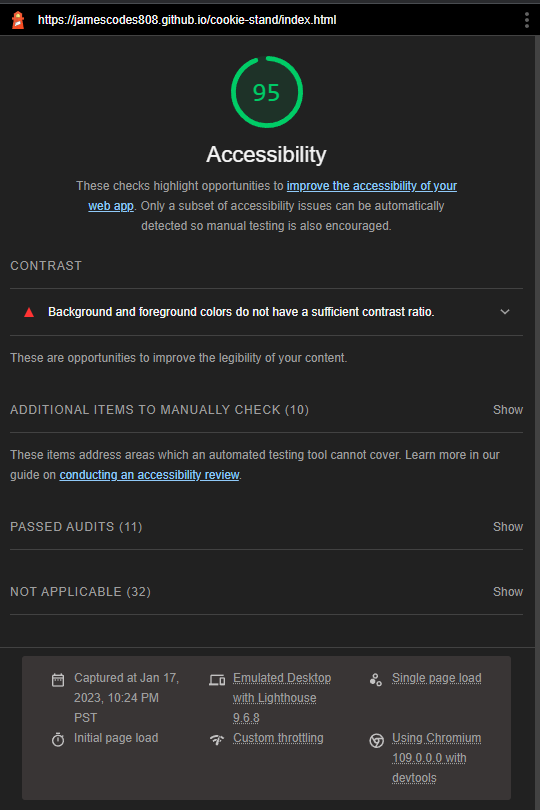 https://jamescodes808.github.io/cookie-stand/index.html
95
Accessibility
These checks highlight opportunities to improve the accessibility of your
web app. Only a subset of accessibility issues can be automatically
detected so manual testing is also encouraged.
CONTRAST
Background and foreground colors do not have a sufficient contrast ratio.
These are opportunities to improve the legibility of your content.
ADDITIONAL ITEMS TO MANUALLY CHECK (10) Show
These items address areas which an automated testing tool cannot cover. Learn more in our
guide on conducting an accessibility review.
PASSED AUDITS (11) Show
NOT APPLICABLE (32) Show
Captured at Jan 17,
2023, 10:24 PM
PST
Emulated Desktop
with Lighthouse
9.6.8
Single page load
Initial page load
Custom throttling
Using Chromium
109.0.0.0 with
devtools